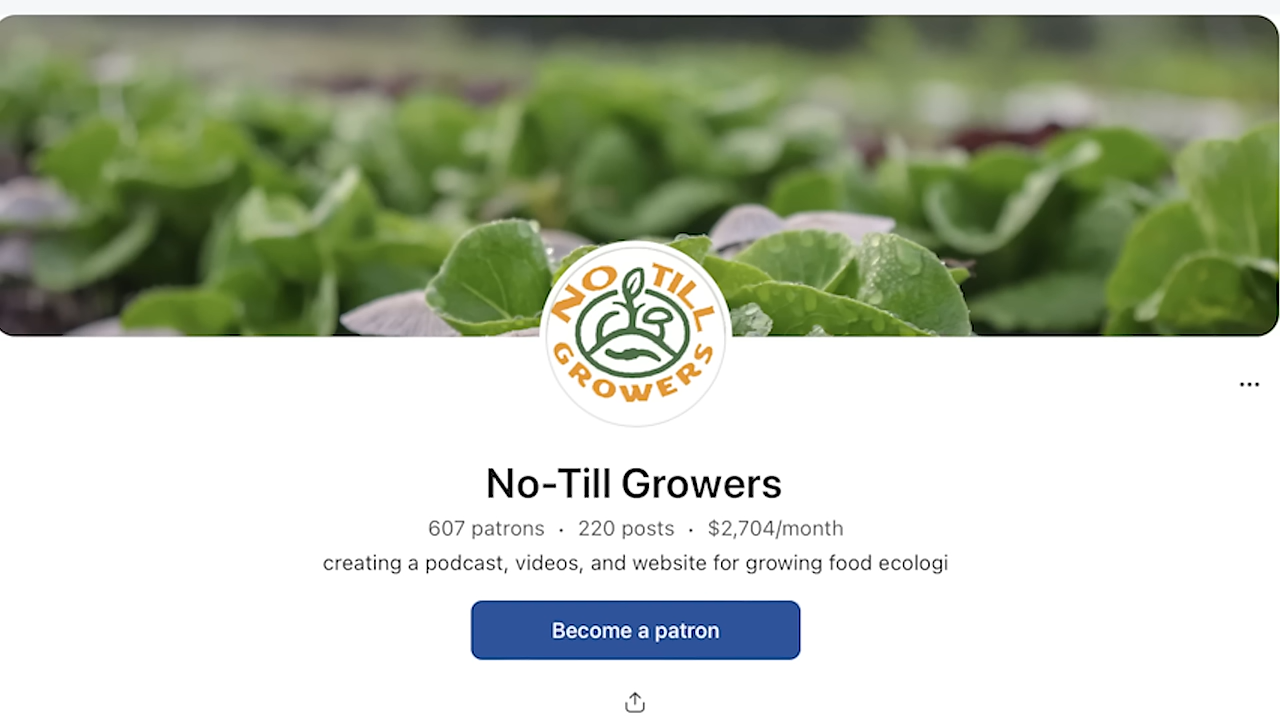 NO TILL
GROWERS
No-Till Growers
607 patrons · 220 posts · $2,704/month
creating a podcast, videos, and website for growing food ecologi
Become a patron